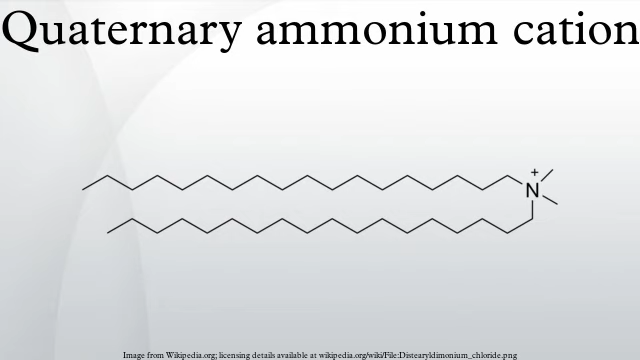 Quaternary ammonium cation
+
N
Image from Wikipedia.org; licensing details available at wikipedia.org/wiki/File:Distearyldimonium_chloride.png